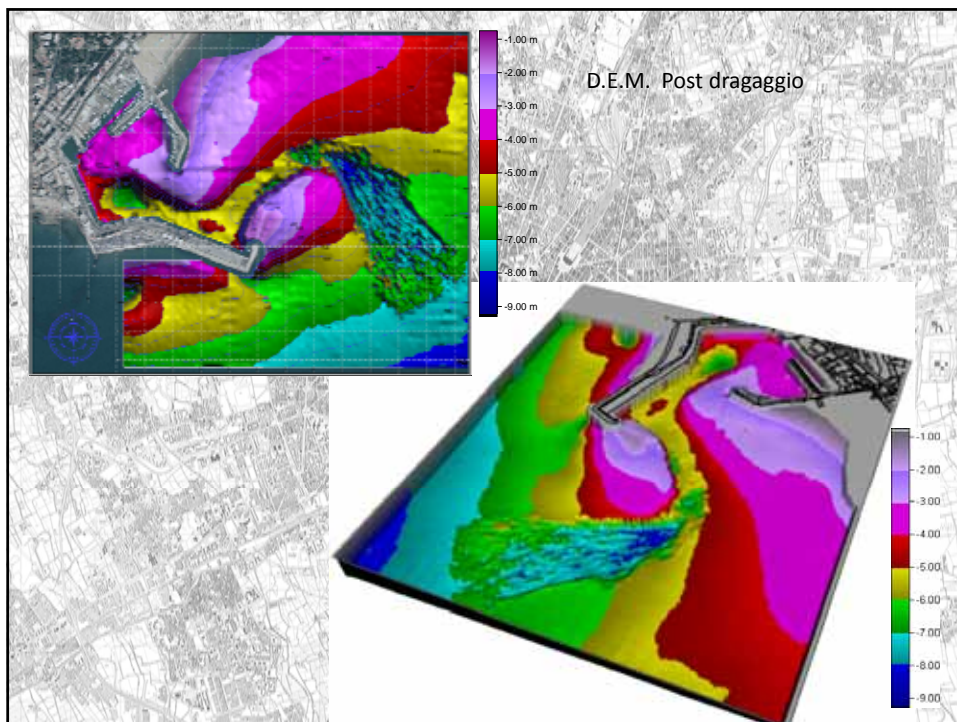 -1.00 m
-2.00 m
-3.00 m
-4.00 m
-5.00 m
-6.00 m
-7.00 m
-8.00 m
-9.00 m
D.E.M. Post dragaggio
-1.00
-2.00
-3.00
-4.00
-5.00
-6.00
-7.00
-8.00
-9.00